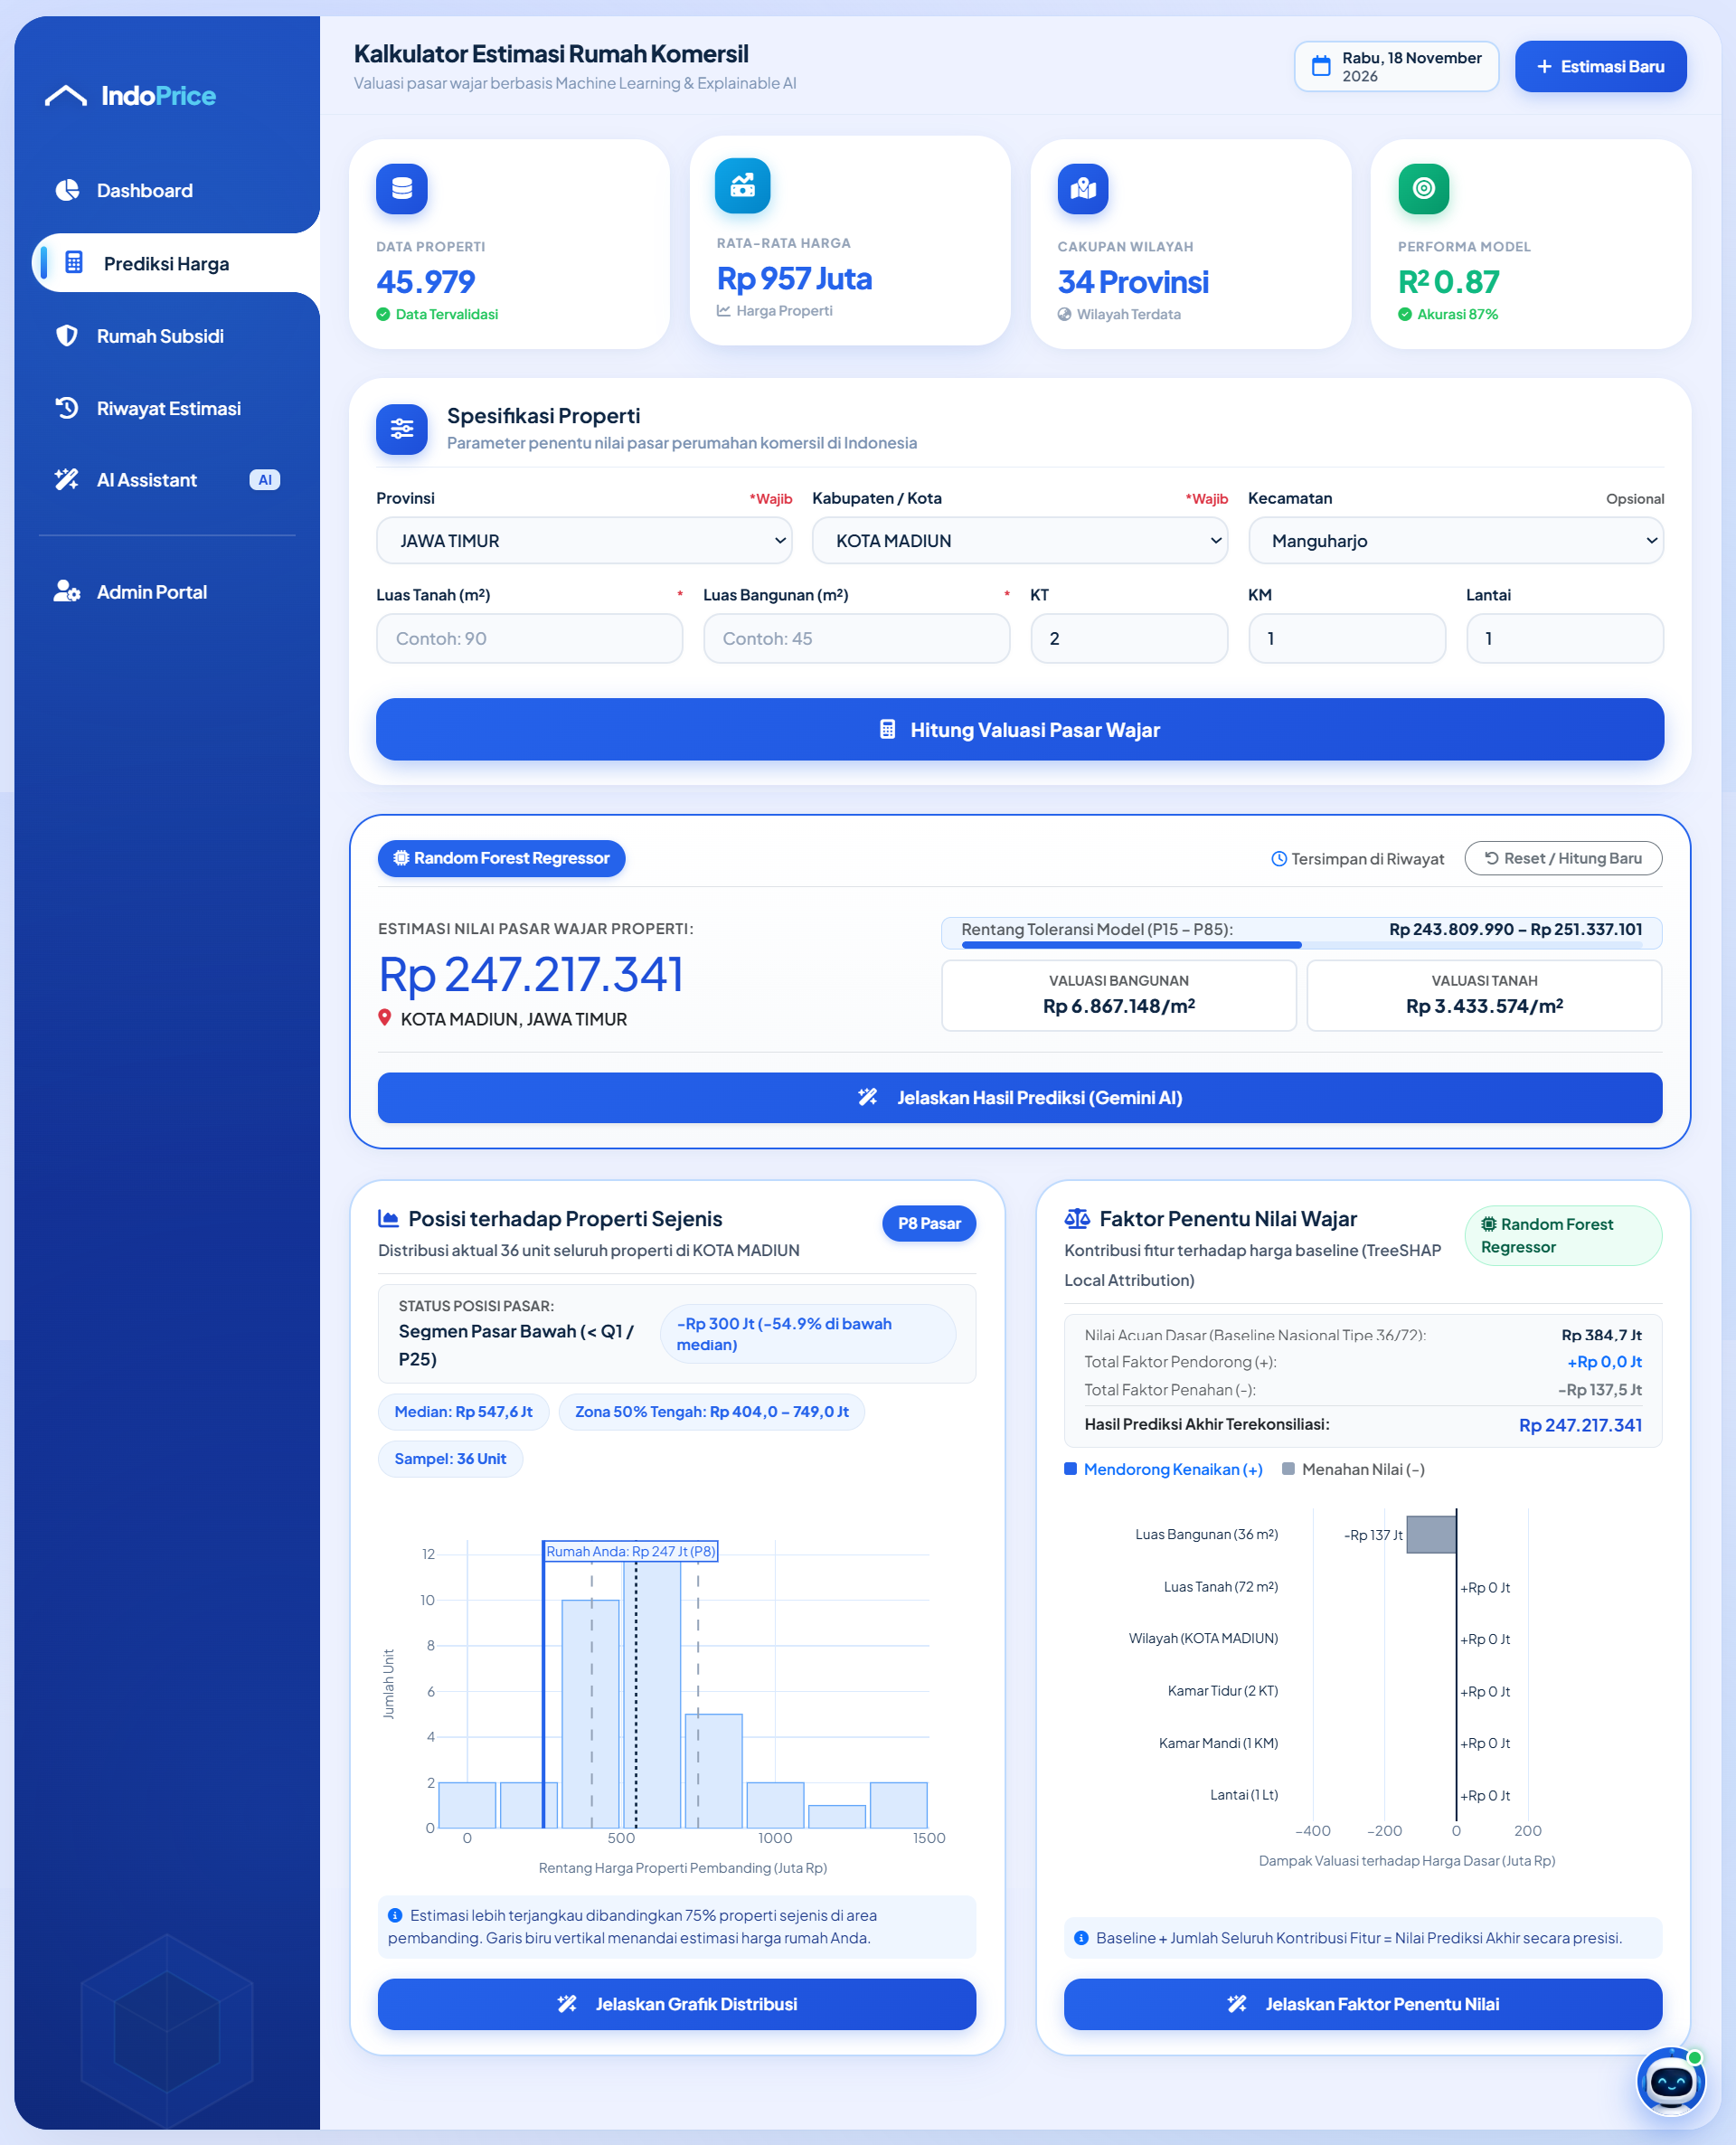 IndoPrice
Dashboard
Prediksi Harga
Rumah Subsidi
Riwayat Estimasi
AI Assistant AI
Admin Portal
Kalkulator Estimasi Rumah Komersil
Valuasi pasar wajar berbasis Machine Learning & Explainable AI
Rabu, 18 November
2026
Estimasi Baru
DATA PROPERTI
45.979
Data Tervalidasi
RATA-RATA HARGA
Rp 957 Juta
Harga Properti
CAKUPAN WILAYAH
34 Provinsi
Wilayah Terdata
PERFORMA MODEL
R² 0.87
Akurasi 87%
Spesifikasi Properti
Parameter penentu nilai pasar perumahan komersil di Indonesia
Provinsi *Wajib
JAWA TIMUR
Kabupaten / Kota *Wajib
KOTA MADIUN
Kecamatan Opsional
Manguharjo
Luas Tanah (m²) *
Contoh: 90
Luas Bangunan (m²) *
Contoh: 45
KT
2
KM
1
Lantai
1
Hitung Valuasi Pasar Wajar
Random Forest Regressor
Tersimpan di Riwayat
Reset / Hitung Baru
ESTIMASI NILAI PASAR WAJAR PROPERTI:
Rp 247.217.341
KOTA MADIUN, JAWA TIMUR
Rentang Toleransi Model (P15 – P85): Rp 243.809.990 – Rp 251.337.101
VALUASI BANGUNAN
Rp 6.867.148/m²
VALUASI TANAH
Rp 3.433.574/m²
Jelaskan Hasil Prediksi (Gemini AI)
Posisi terhadap Properti Sejenis
P8 Pasar
Distribusi aktual 36 unit seluruh properti di KOTA MADIUN
STATUS POSISI PASAR:
Segmen Pasar Bawah (< Q1 /
P25)
-Rp 300 Jt (-54.9% di bawah
median)
Median: Rp 547,6 Jt
Zona 50% Tengah: Rp 404,0 – 749,0 Jt
Sampel: 36 Unit
Rumah Anda: Rp 247 Jt (P8)
12
10
8
6
4
2
0
Jumlah Unit
0 500 1000 1500
Rentang Harga Properti Pembanding (Juta Rp)
Estimasi lebih terjangkau dibandingkan 75% properti sejenis di area
pembanding. Garis biru vertikal menandai estimasi harga rumah Anda.
Jelaskan Grafik Distribusi
Faktor Penentu Nilai Wajar
Random Forest
Regressor
Kontribusi fitur terhadap harga baseline (TreeSHAP
Local Attribution)
Nilai Acuan Dasar (Baseline Nasional Tipe 36/72): Rp 384,7 Jt
Total Faktor Pendorong (+): +Rp 0,0 Jt
Total Faktor Penahan (-): -Rp 137,5 Jt
Hasil Prediksi Akhir Terekonsiliasi: Rp 247.217.341
Mendorong Kenaikan (+) Menahan Nilai (-)
Luas Bangunan (36 m²) -Rp 137 Jt
Luas Tanah (72 m²) +Rp 0 Jt
Wilayah (KOTA MADIUN) +Rp 0 Jt
Kamar Tidur (2 KT) +Rp 0 Jt
Kamar Mandi (1 KM) +Rp 0 Jt
Lantai (1 Lt) +Rp 0 Jt
−400 −200 0 200
Dampak Valuasi terhadap Harga Dasar (Juta Rp)
Baseline + Jumlah Seluruh Kontribusi Fitur = Nilai Prediksi Akhir secara presisi.
Jelaskan Faktor Penentu Nilai